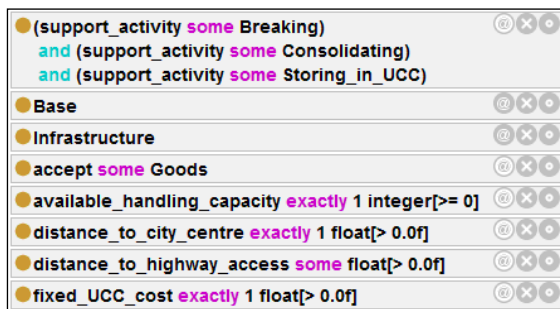 (support_activity some Breaking)
and (support_activity some Consolidating)
and (support_activity some Storing_in_UCC)
Base
Infrastructure
accept some Goods
available_handling_capacity exactly 1 integer[>= 0]
distance_to_city_centre exactly 1 float[> 0.0f]
distance_to_highway_access some float[> 0.0f]
fixed_UCC_cost exactly 1 float[> 0.0f]